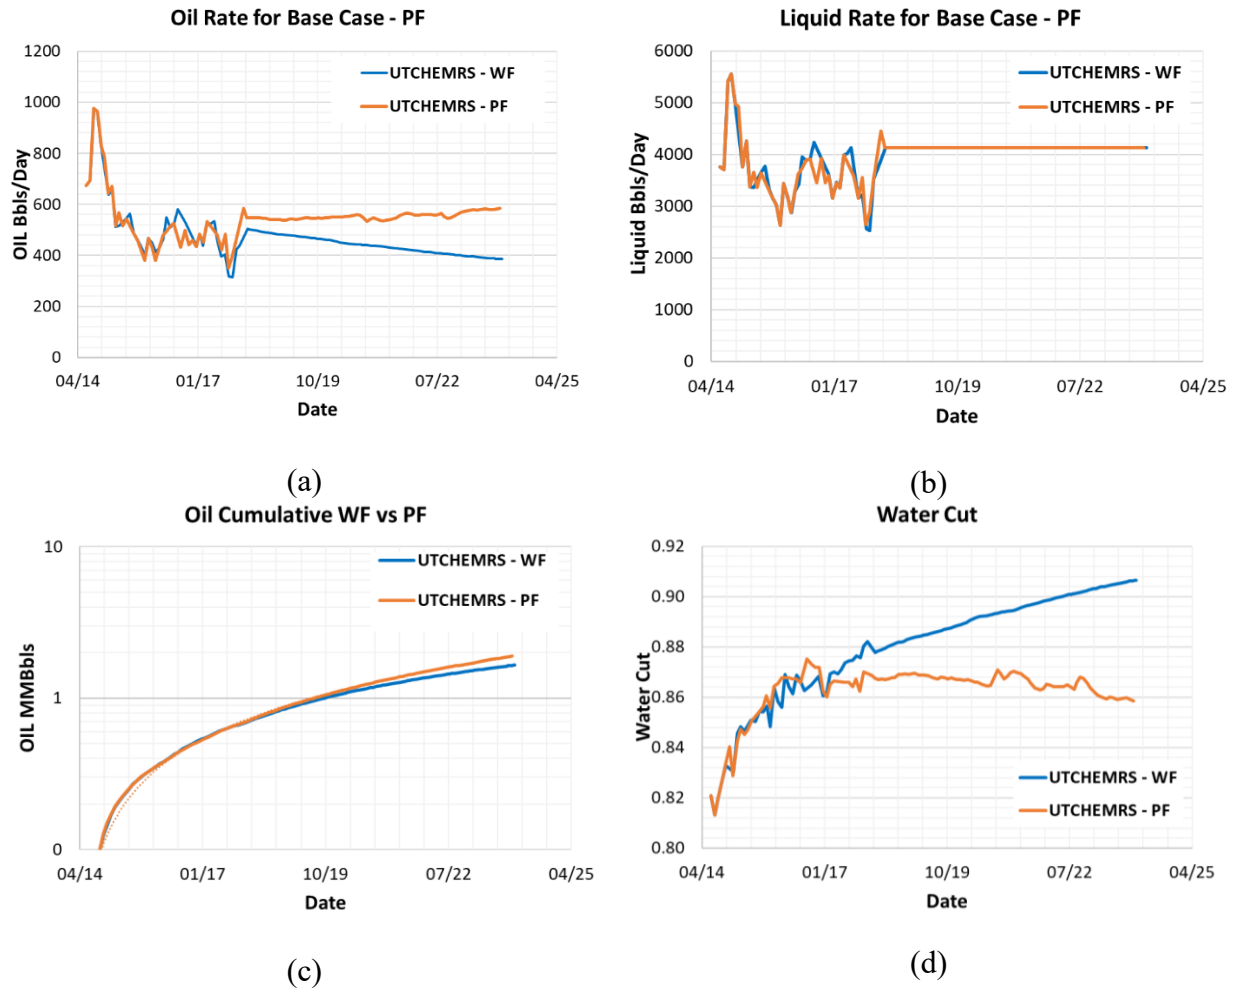 Oil Rate for Base Case - PF
1200
1000
800
600
400
200
0
OIL Bbls/Day
UTCHEMRS - WF
UTCHEMRS - PF
04/14 01/17 10/19 07/22 04/25
Date
(a)
Liquid Rate for Base Case - PF
6000
5000
4000
3000
2000
1000
0
Liquid Bbls/Day
UTCHEMRS - WF
UTCHEMRS - PF
04/14 01/17 10/19 07/22 04/25
Date
(b)
Oil Cumulative WF vs PF
10
1
0
OIL MMBbls
UTCHEMRS - WF
UTCHEMRS - PF
04/14 01/17 10/19 07/22 04/25
Date
(c)
Water Cut
0.92
0.90
0.88
0.86
0.84
0.82
0.80
Water Cut
UTCHEMRS - WF
UTCHEMRS - PF
04/14 01/17 10/19 07/22 04/25
Date
(d)